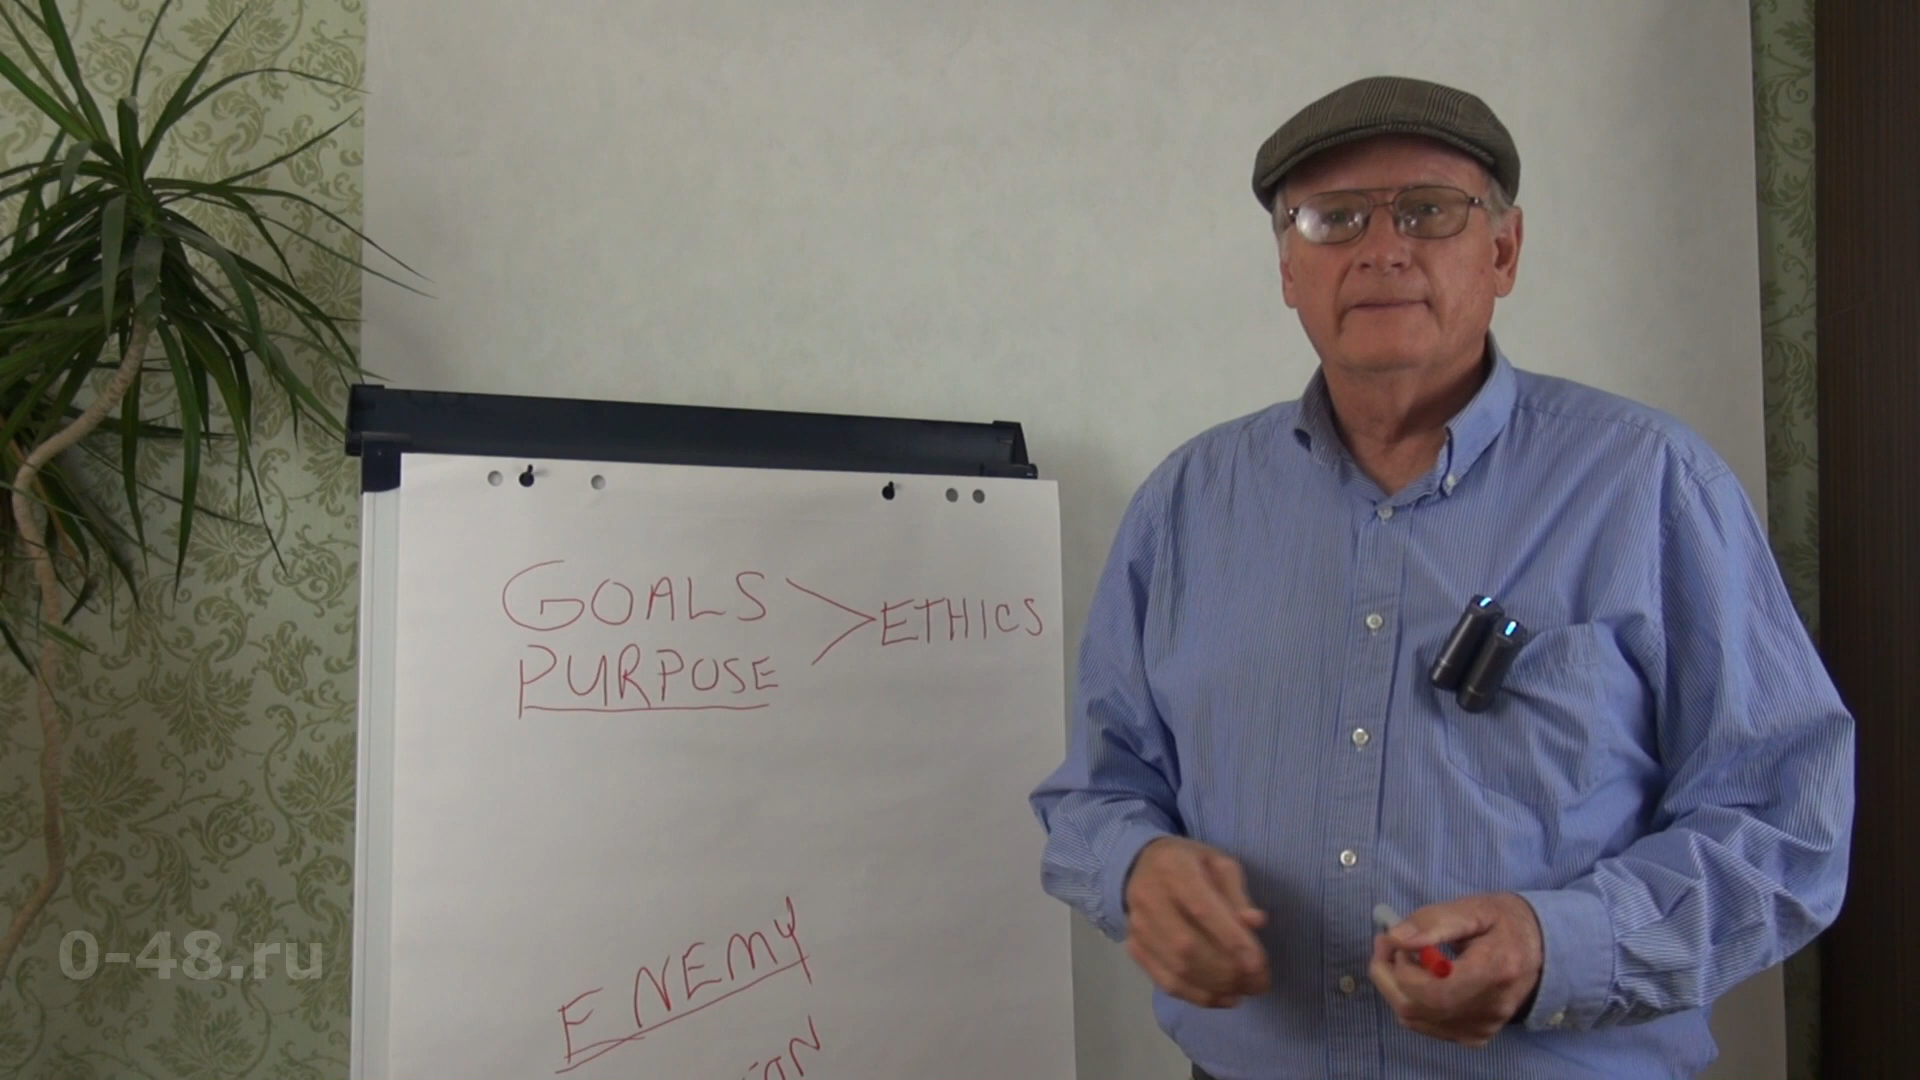 GOALS
PURPOSE
ETHICS
ENEMY
0-48.ru